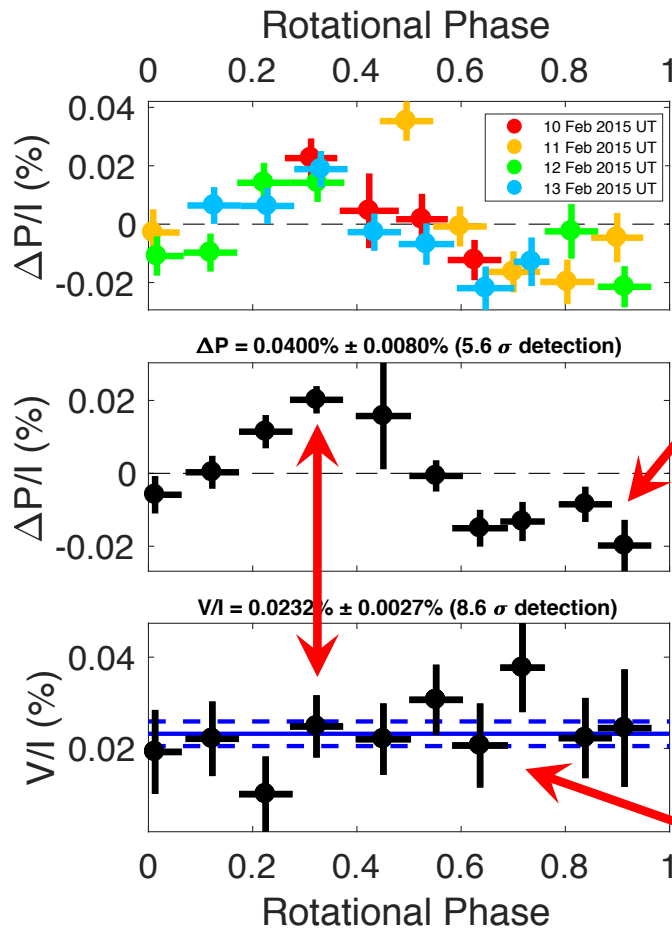 Rotational Phase
0 0.2 0.4 0.6 0.8 1
0.04
0.02
0
-0.02
ΔP/I (%)
10 Feb 2015 UT
11 Feb 2015 UT
12 Feb 2015 UT
13 Feb 2015 UT
ΔP = 0.0400% ± 0.0080% (5.6 σ detection)
0.02
0
-0.02
ΔP/I (%)
V/I = 0.0232% ± 0.0027% (8.6 σ detection)
0.04
0.02
V/I (%)
0 0.2 0.4 0.6 0.8 1
Rotational Phase